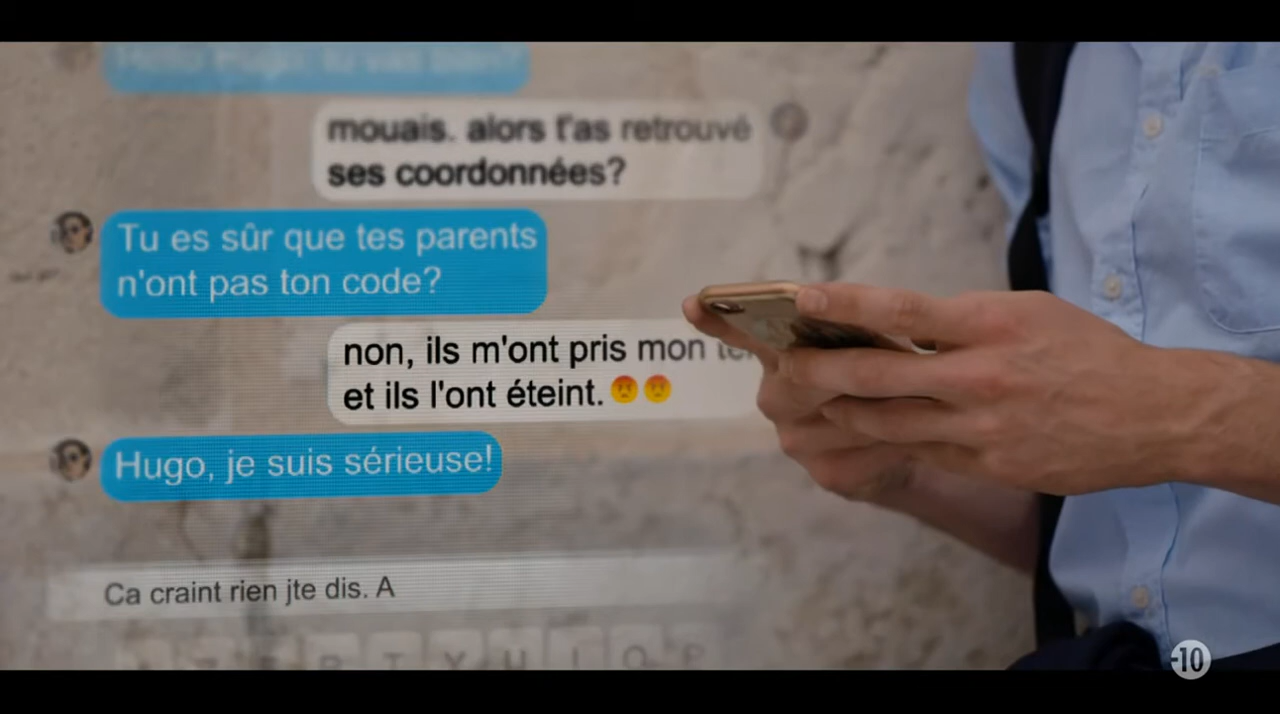 mouais. alors t'as retrouvé
ses coordonnées?
Tu es sûr que tes parents
n'ont pas ton code?
non, ils m'ont pris mon
et ils l'ont éteint. 😡😡
Hugo, je suis sérieuse!
Ca craint rien jte dis. A
-10